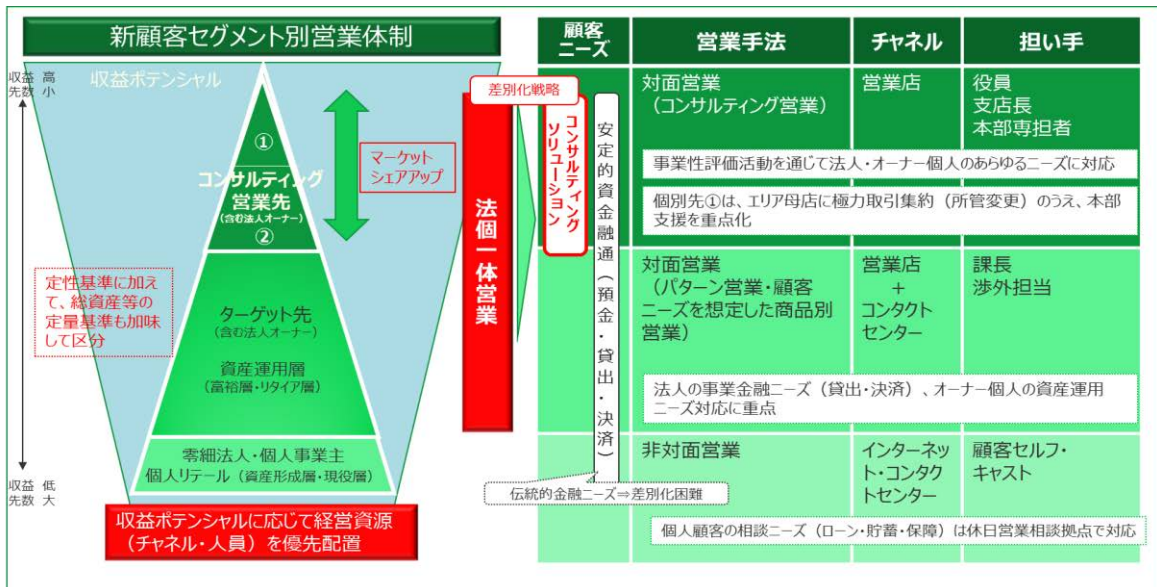 新顧客セグメント別営業体制
収益 高
先数 小
収益ポテンシャル
①
コンサルティング
営業先
(含む法人オーナー)
②
マーケット
シェアアップ
定性基準に加え
て、総資産等の
定量基準も加味
して区分
ターゲット先
(含む法人オーナー)
資産運用層
(富裕層・リタイア層)
零細法人・個人事業主
個人リテール（資産形成層・現役層）
収益 低
先数 大
収益ポテンシャルに応じて経営資源
（チャネル・人員）を優先配置
法個一体営業
差別化戦略
顧客
ニーズ
営業手法
チャネル
担い手
コンサルティング
ソリューション
安定的資金融通（預金・貸出・決済）
対面営業
（コンサルティング営業）
営業店
役員
支店長
本部専担者
事業性評価活動を通じて法人・オーナー個人のあらゆるニーズに対応
個別先①は、エリア母店に極力取引集約（所管変更）のうえ、本部
支援を重点化
対面営業
（パターン営業・顧客
ニーズを想定した商品別
営業）
営業店
+
コンタクト
センター
課長
渉外担当
法人の事業金融ニーズ（貸出・決済）、オーナー個人の資産運用
ニーズ対応に重点
非対面営業
インターネッ
ト・コンタク
トセンター
顧客セルフ・
キャスト
伝統的金融ニーズ⇒差別化困難
個人顧客の相談ニーズ（ローン・貯蓄・保障）は休日営業相談拠点で対応